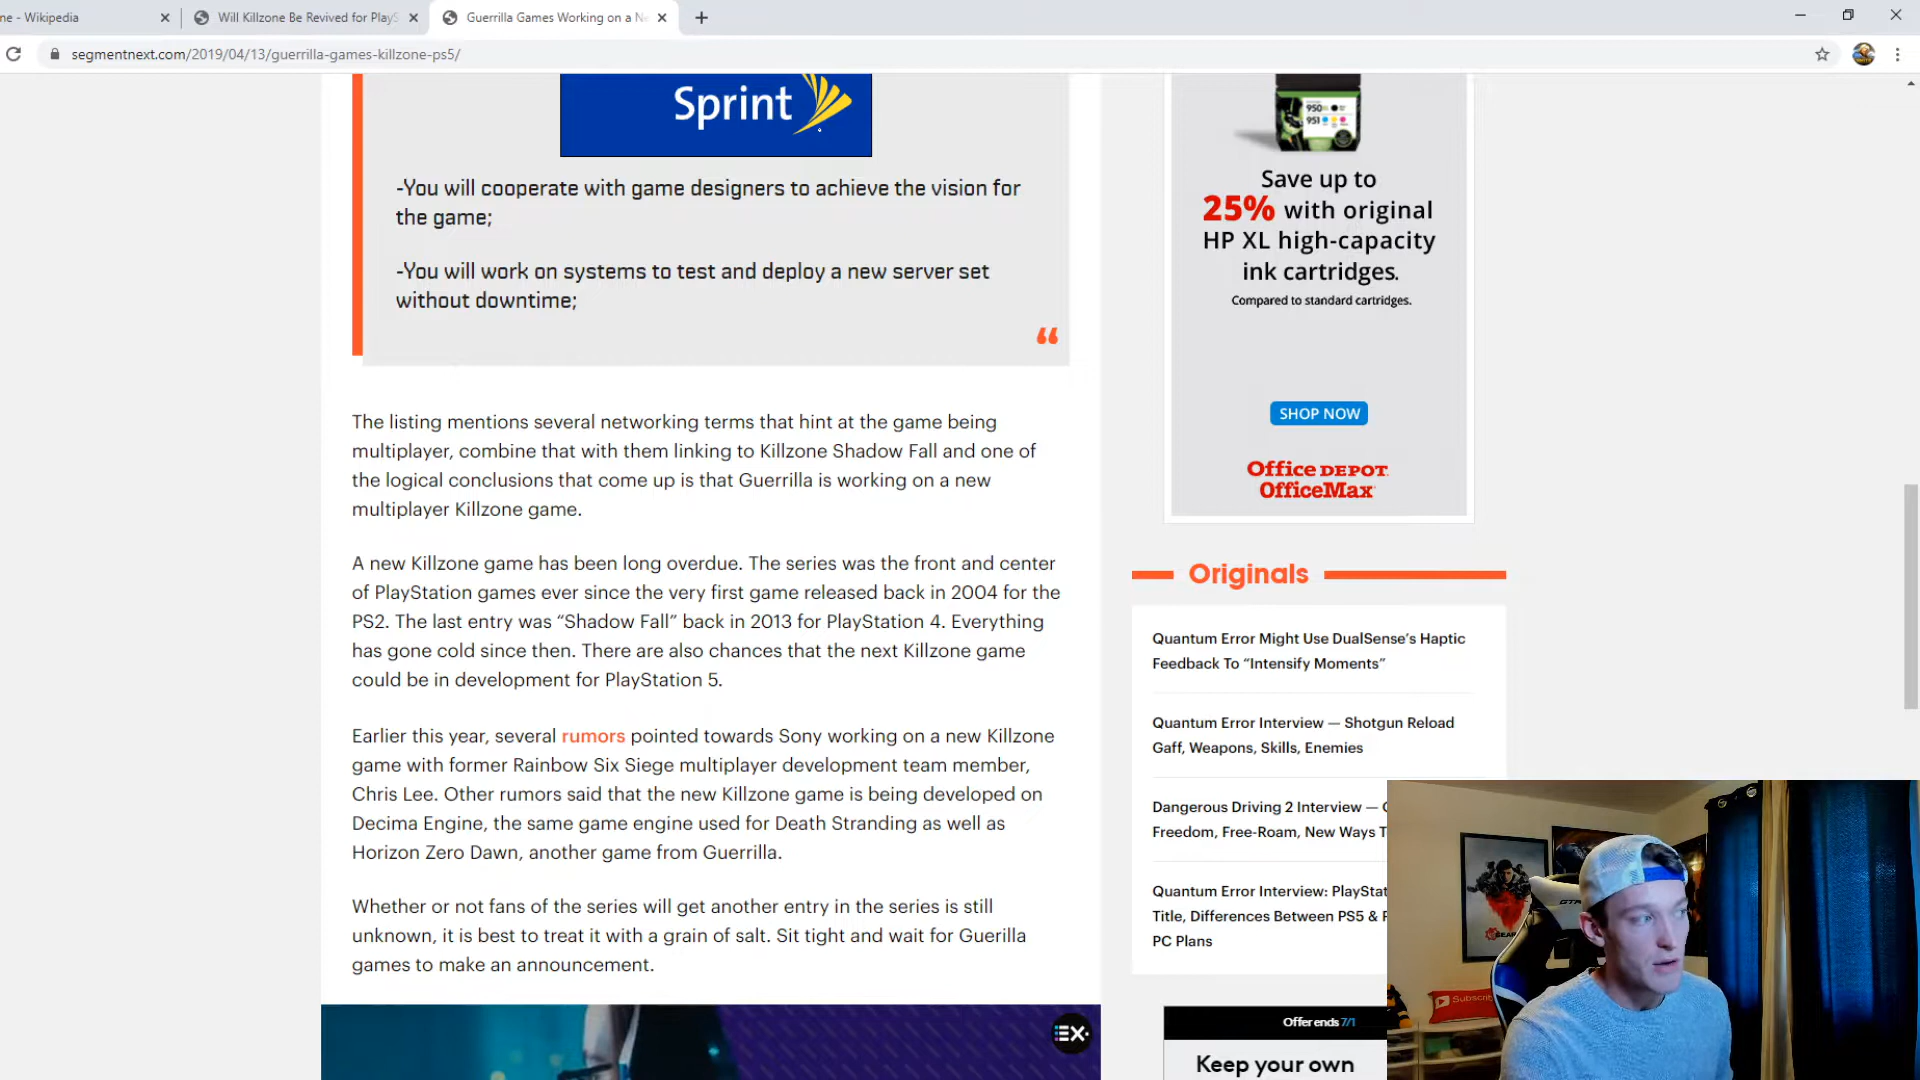 ne - Wikipedia
Will Killzone Be Revived for PlayS
Guerrilla Games Working on a Ne
segmentnext.com/2019/04/13/guerrilla-games-killzone-ps5/
Sprint
-You will cooperate with game designers to achieve the vision for
the game;
-You will work on systems to test and deploy a new server set
without downtime;
“
The listing mentions several networking terms that hint at the game being
multiplayer, combine that with them linking to Killzone Shadow Fall and one of
the logical conclusions that come up is that Guerrilla is working on a new
multiplayer Killzone game.
A new Killzone game has been long overdue. The series was the front and center
of PlayStation games ever since the very first game released back in 2004 for the
PS2. The last entry was “Shadow Fall” back in 2013 for PlayStation 4. Everything
has gone cold since then. There are also chances that the next Killzone game
could be in development for PlayStation 5.
Earlier this year, several rumors pointed towards Sony working on a new Killzone
game with former Rainbow Six Siege multiplayer development team member,
Chris Lee. Other rumors said that the new Killzone game is being developed on
Decima Engine, the same game engine used for Death Stranding as well as
Horizon Zero Dawn, another game from Guerrilla.
Whether or not fans of the series will get another entry in the series is still
unknown, it is best to treat it with a grain of salt. Sit tight and wait for Guerilla
games to make an announcement.
EX
950
951
Save up to
25% with original
HP XL high-capacity
ink cartridges.
Compared to standard cartridges.
SHOP NOW
Office DEPOT
OfficeMax
Originals
Quantum Error Might Use DualSense’s Haptic
Feedback To “Intensify Moments”
Quantum Error Interview — Shotgun Reload
Gaff, Weapons, Skills, Enemies
Dangerous Driving 2 Interview —
Freedom, Free-Roam, New Ways T
Quantum Error Interview: PlayStat
Title, Differences Between PS5 &
PC Plans
Offer ends 7/1
Keep your own
GEAR
Subscri